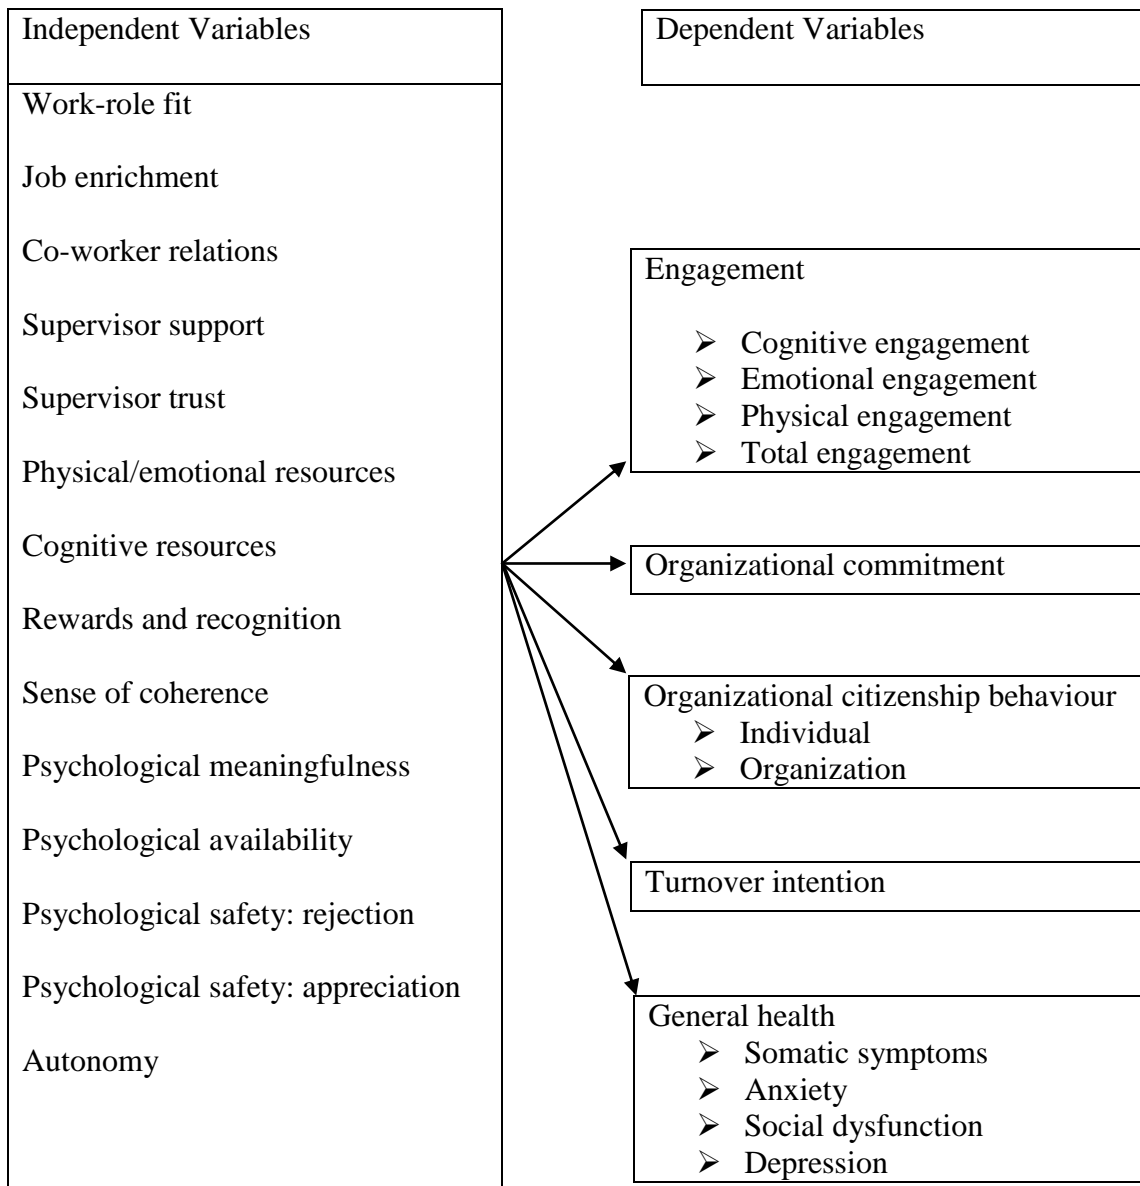 Independent Variables
Work-role fit
Job enrichment
Co-worker relations
Supervisor support
Supervisor trust
Physical/emotional resources
Cognitive resources
Rewards and recognition
Sense of coherence
Psychological meaningfulness
Psychological availability
Psychological safety: rejection
Psychological safety: appreciation
Autonomy
Dependent Variables
Engagement
➢ Cognitive engagement
➢ Emotional engagement
➢ Physical engagement
➢ Total engagement
Organizational commitment
Organizational citizenship behaviour
➢ Individual
➢ Organization
Turnover intention
General health
➢ Somatic symptoms
➢ Anxiety
➢ Social dysfunction
➢ Depression